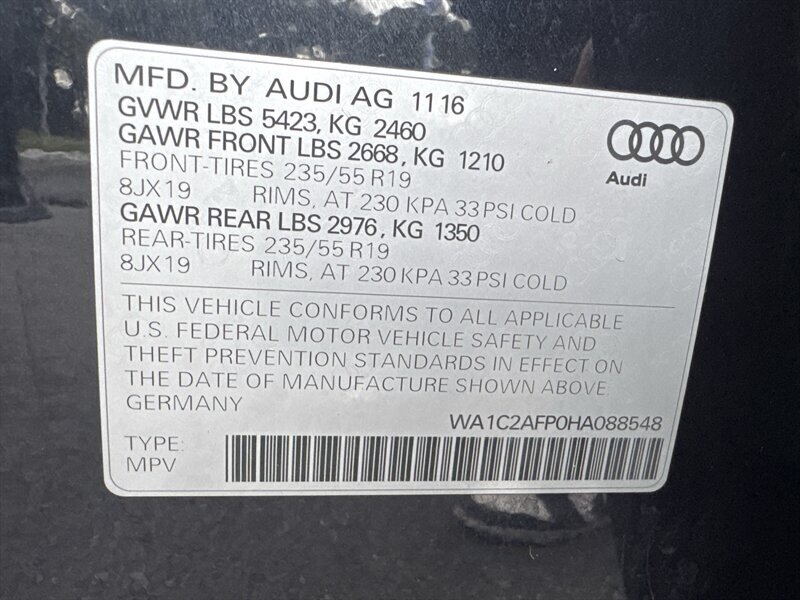 MFD. BY AUDI AG 11 16
GVWR LBS 5423, KG 2460
GAWR FRONT LBS 2668, KG 1210
FRONT-TIRES 235/55 R19
8JX19 RIMS, AT 230 KPA 33 PSI COLD
GAWR REAR LBS 2976, KG 1350
REAR-TIRES 235/55 R19
8JX19 RIMS, AT 230 KPA 33 PSI COLD
Audi
THIS VEHICLE CONFORMS TO ALL APPLICABLE
U.S. FEDERAL MOTOR VEHICLE SAFETY AND
THEFT PREVENTION STANDARDS IN EFFECT ON
THE DATE OF MANUFACTURE SHOWN ABOVE.
GERMANY
WA1C2AFP0HA088548
TYPE:
MPV